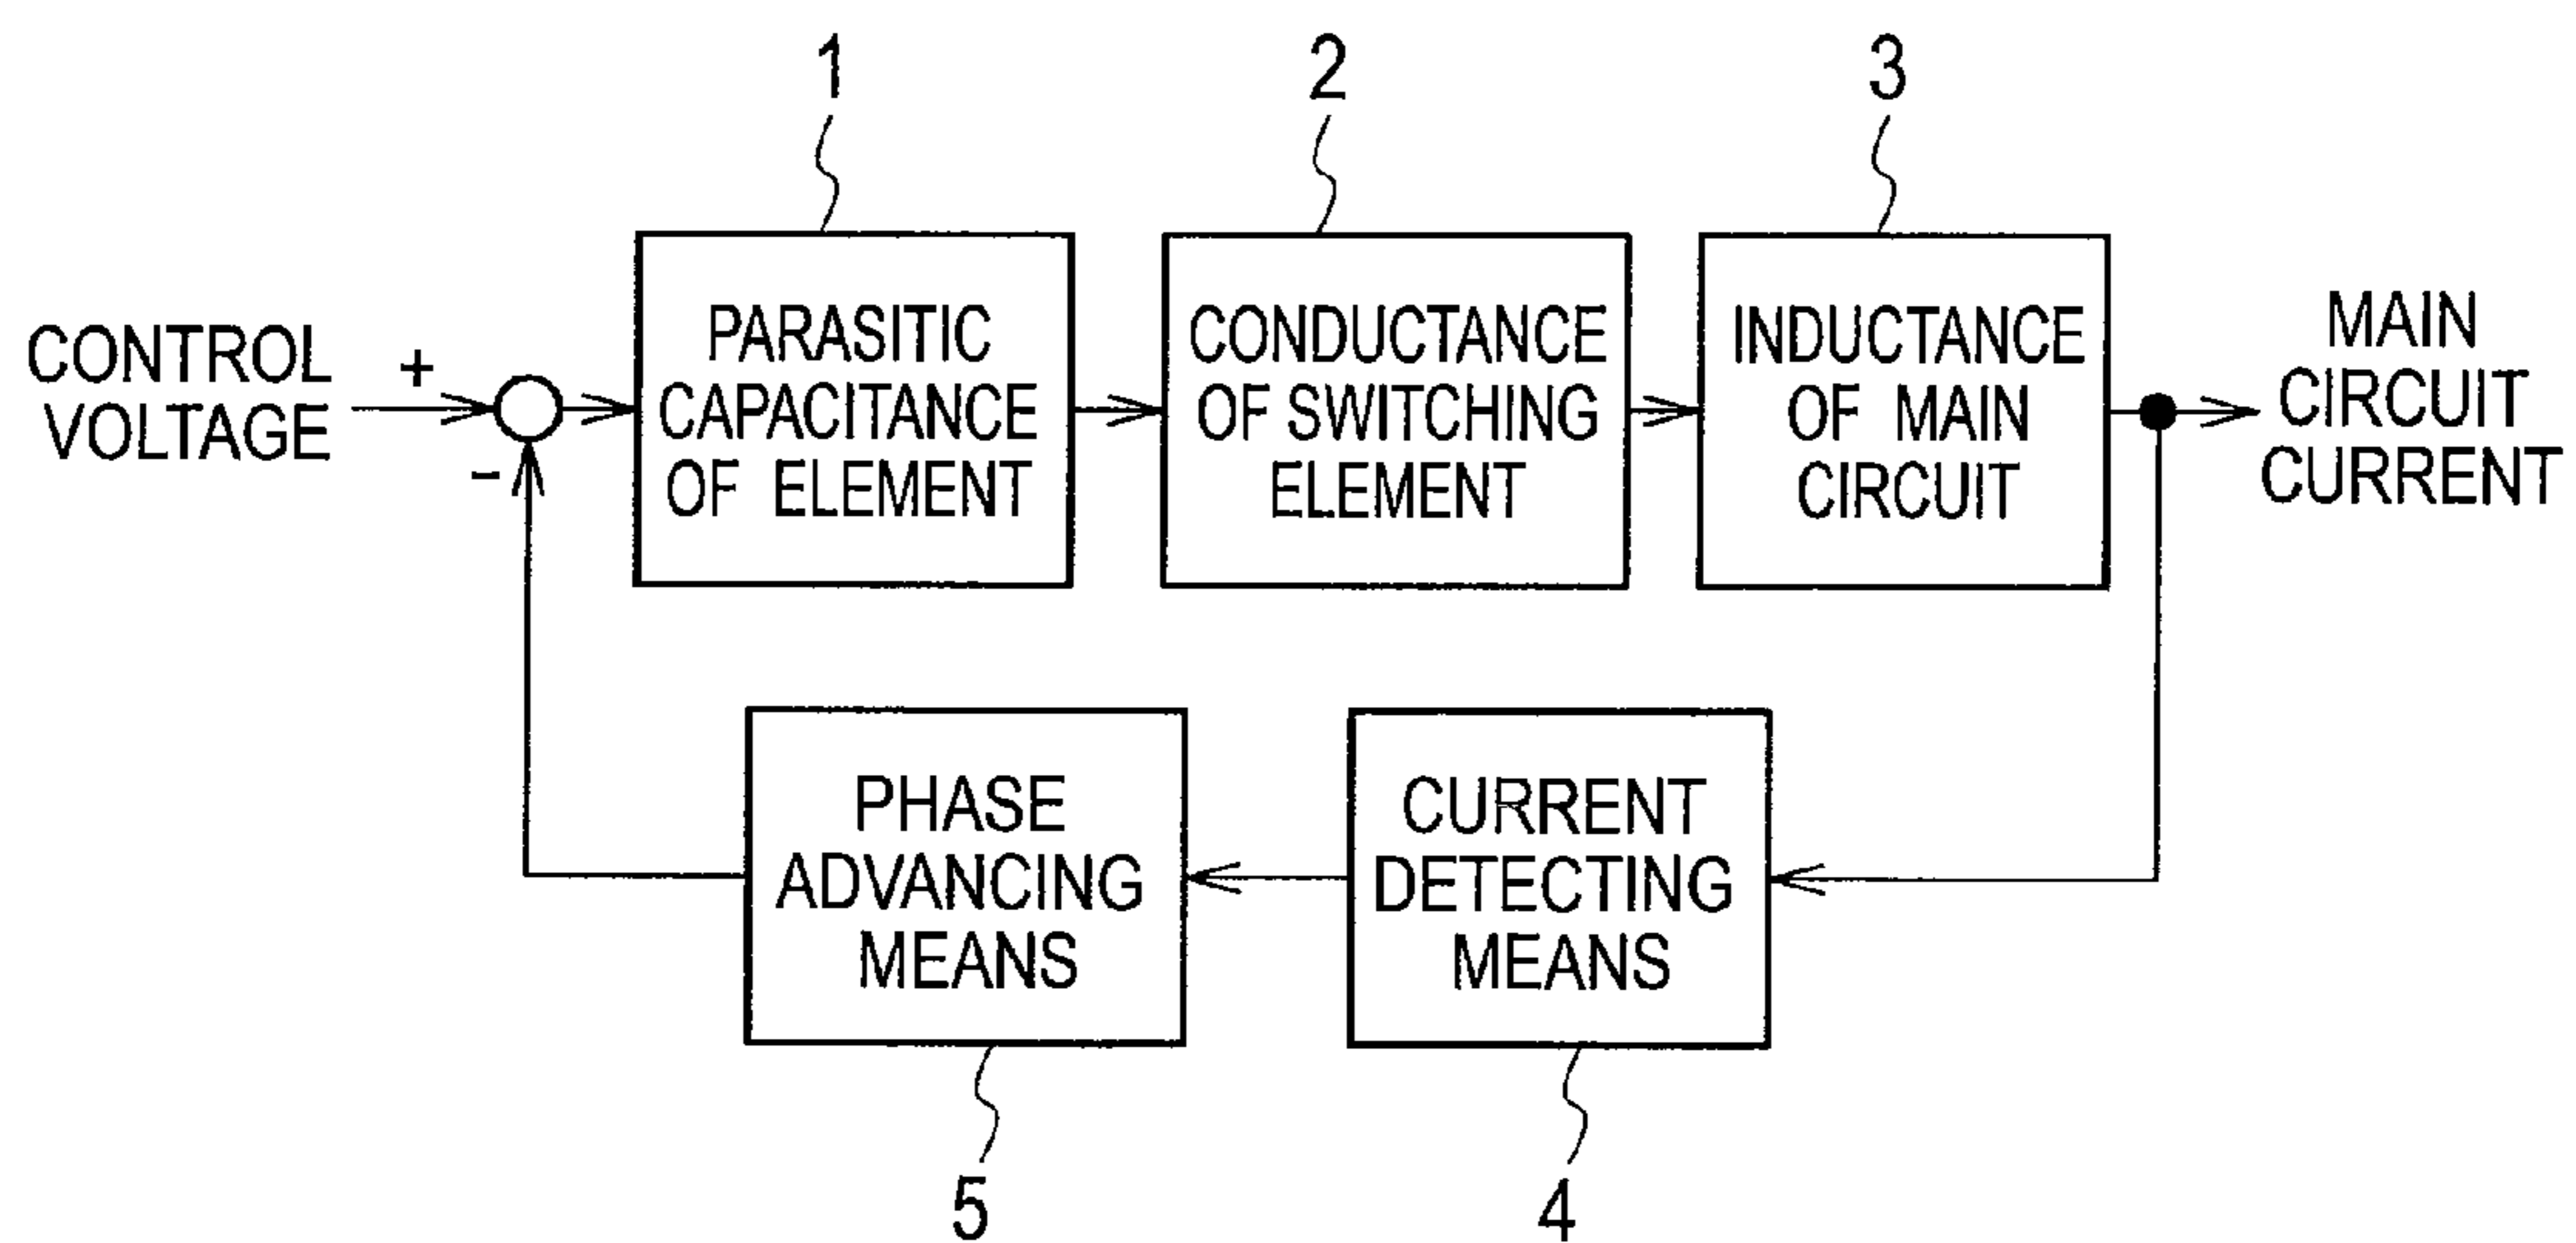 1
2
3
CONTROL
VOLTAGE
+
-
PARASITIC
CAPACITANCE
OF ELEMENT
CONDUCTANCE
OF SWITCHING
ELEMENT
INDUCTANCE
OF MAIN
CIRCUIT
MAIN
CIRCUIT
CURRENT
PHASE
ADVANCING
MEANS
CURRENT
DETECTING
MEANS
5
4